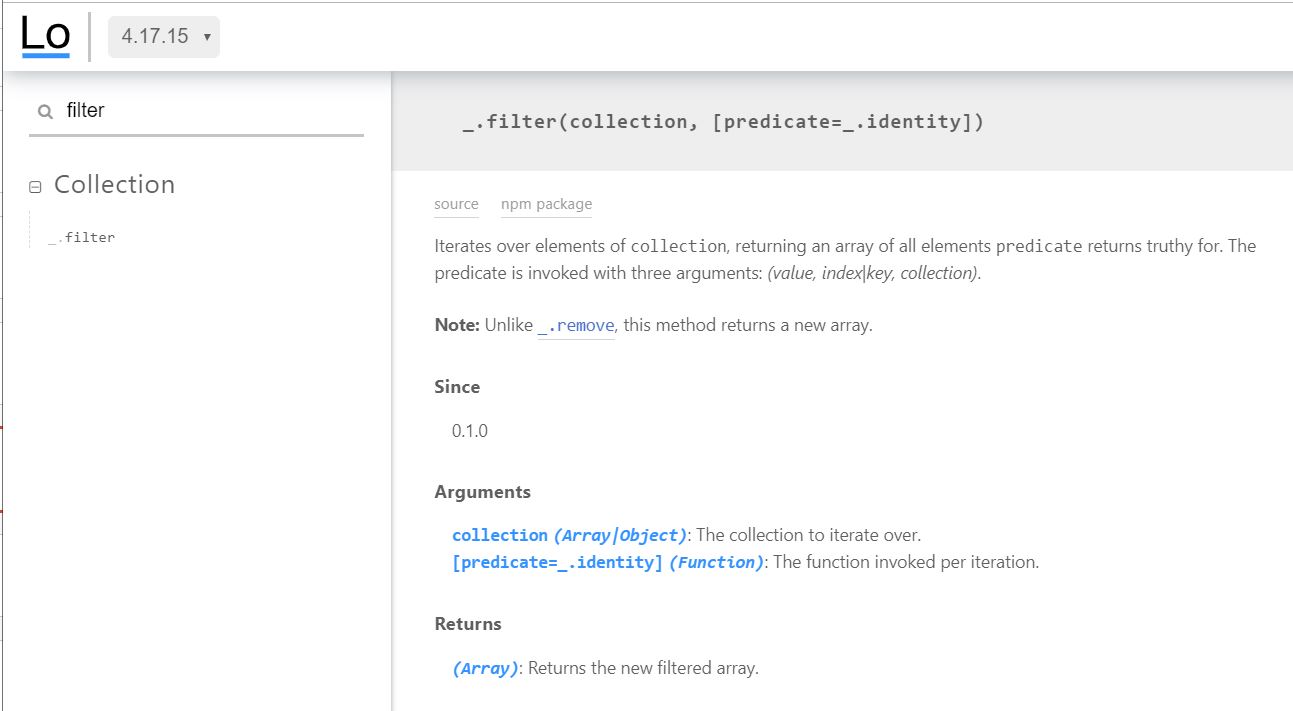 Lo
4.17.15 ▾
filter
Collection
_.filter
_.filter(collection, [predicate=_.identity])
source npm package
Iterates over elements of collection, returning an array of all elements predicate returns truthy for. The
predicate is invoked with three arguments: (value, index|key, collection).
Note: Unlike _.remove, this method returns a new array.
Since
0.1.0
Arguments
collection (Array|Object): The collection to iterate over.
[predicate=_.identity] (Function): The function invoked per iteration.
Returns
(Array): Returns the new filtered array.